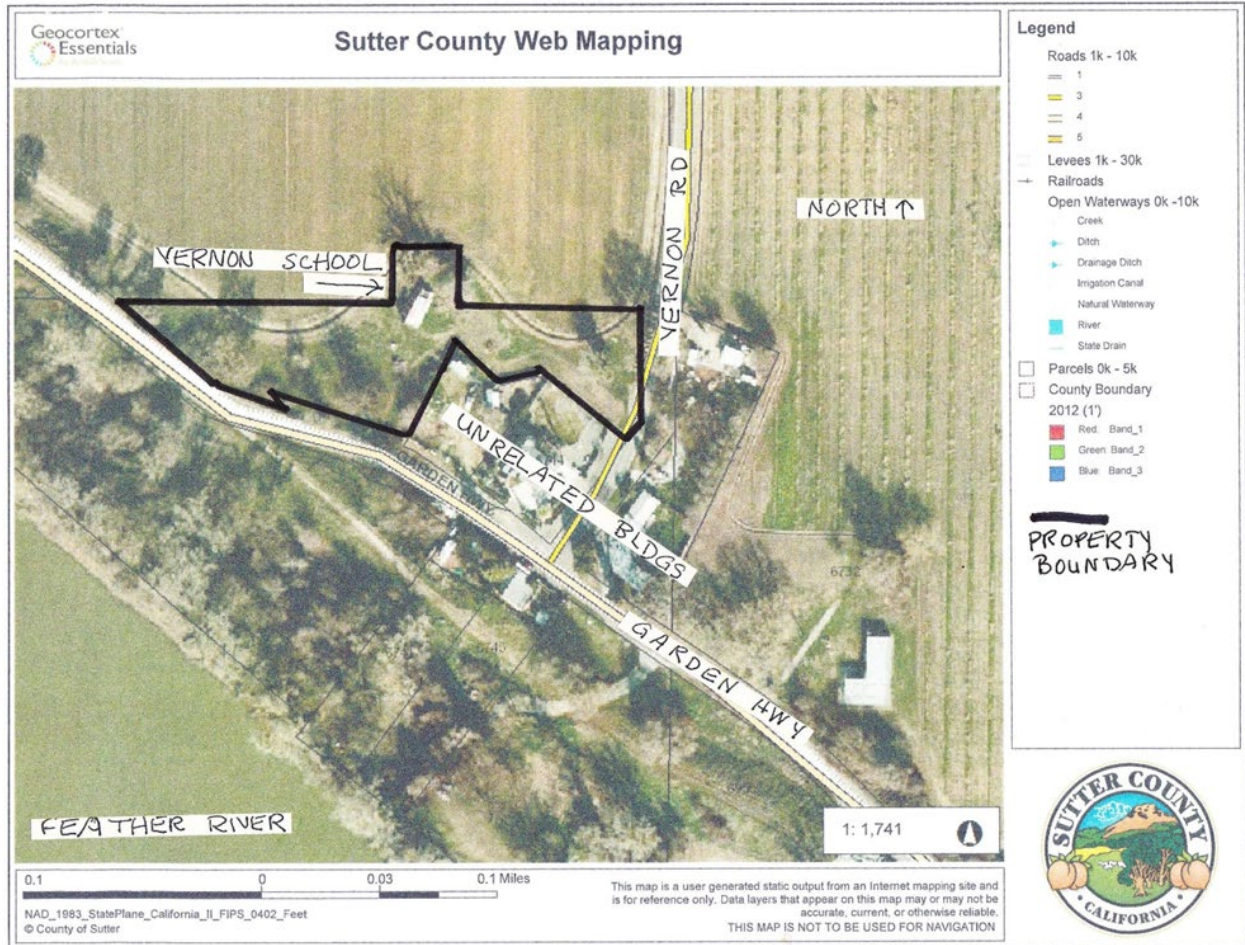 Geocortex
Essentials
Sutter County Web Mapping
VERNON RD
NORTH ↑
VERNON SCHOOL
UNRELATED BLDGS
GARDEN HWY
6732
GARDEN HWY
FEATHER RIVER
1: 1,741
Legend
Roads 1k - 10k
1
3
4
5
Levees 1k - 30k
Railroads
Open Waterways 0k -10k
Creek
Ditch
Drainage Ditch
Irrigation Canal
Natural Waterway
River
State Drain
Parcels 0k - 5k
County Boundary
2012 (1')
Red: Band_1
Green: Band_2
Blue: Band_3
PROPERTY
BOUNDARY
SUTTER COUNTY
• CALIFORNIA •
0.1 0 0.03 0.1 Miles
NAD_1983_StatePlane_California_II_FIPS_0402_Feet
© County of Sutter
This map is a user generated static output from an Internet mapping site and
is for reference only. Data layers that appear on this map may or may not be
accurate, current, or otherwise reliable.
THIS MAP IS NOT TO BE USED FOR NAVIGATION